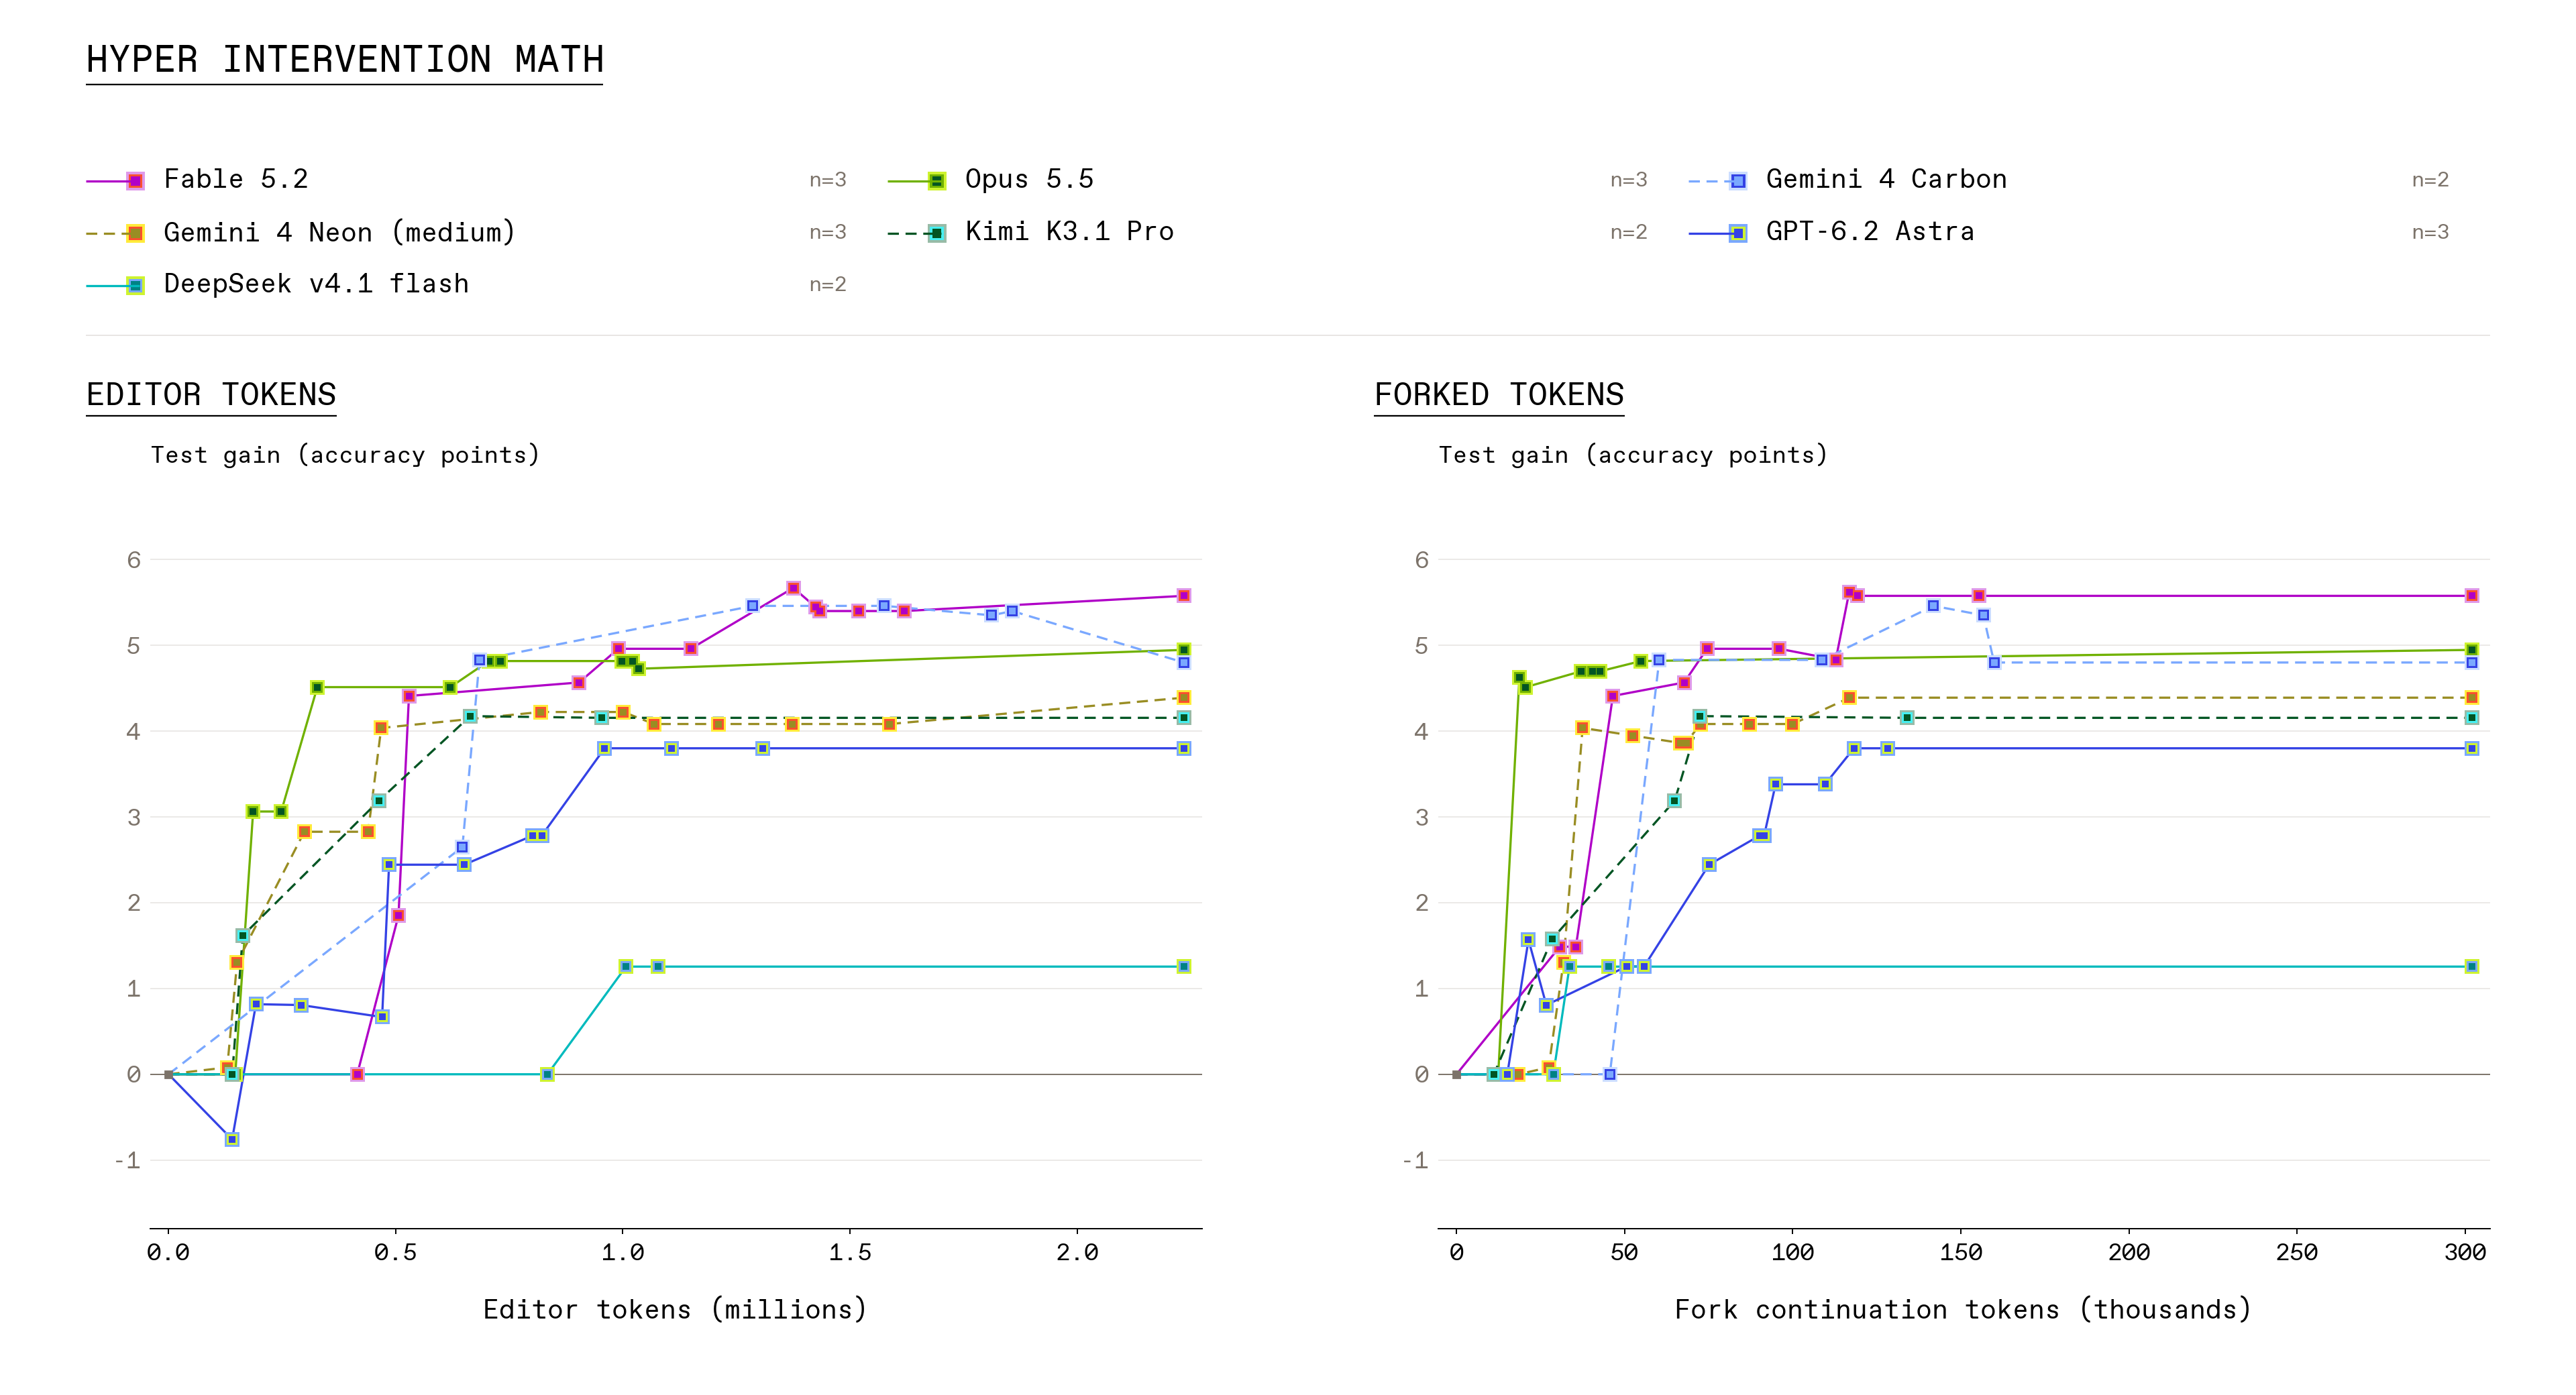 HYPER INTERVENTION MATH
Fable 5.2 n=3 Opus 5.5 n=3 Gemini 4 Carbon n=2
Gemini 4 Neon (medium) n=3 Kimi K3.1 Pro n=2 GPT-6.2 Astra n=3
DeepSeek v4.1 flash n=2
EDITOR TOKENS
Test gain (accuracy points)
6
5
4
3
2
1
0
-1
0.0 0.5 1.0 1.5 2.0
Editor tokens (millions)
FORKED TOKENS
Test gain (accuracy points)
6
5
4
3
2
1
0
-1
0 50 100 150 200 250 300
Fork continuation tokens (thousands)